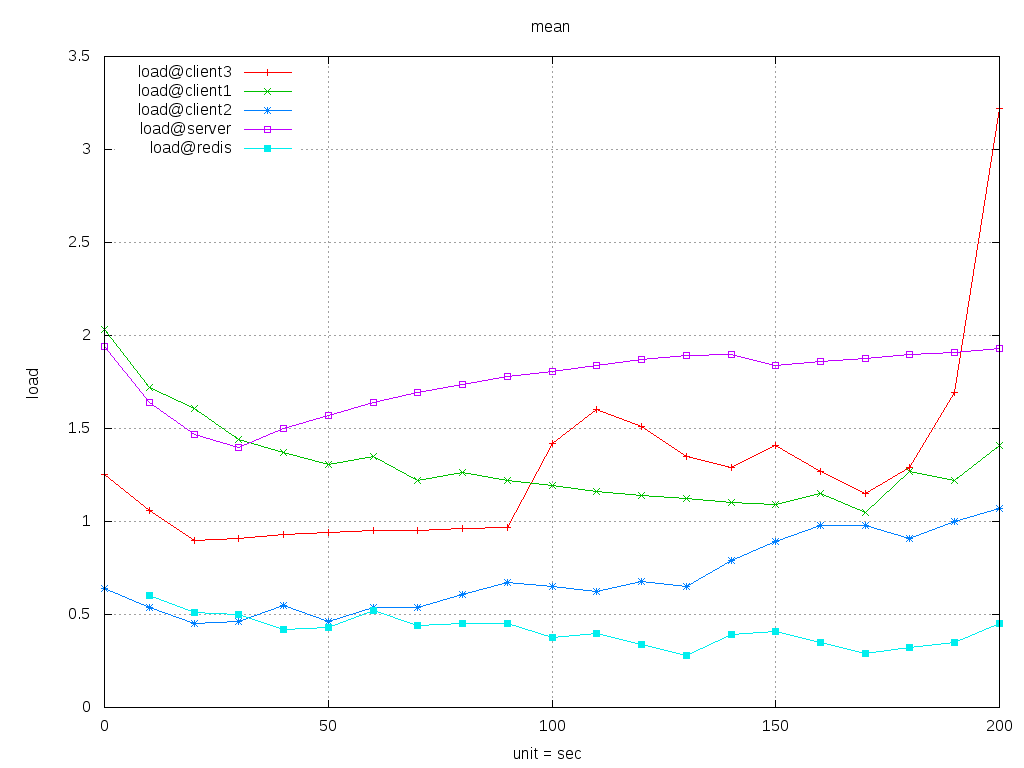 mean
3.5
3
2.5
2
1.5
1
0.5
0
load
load@client3
load@client1
load@client2
load@server
load@redis
0 50 100 150 200
unit = sec